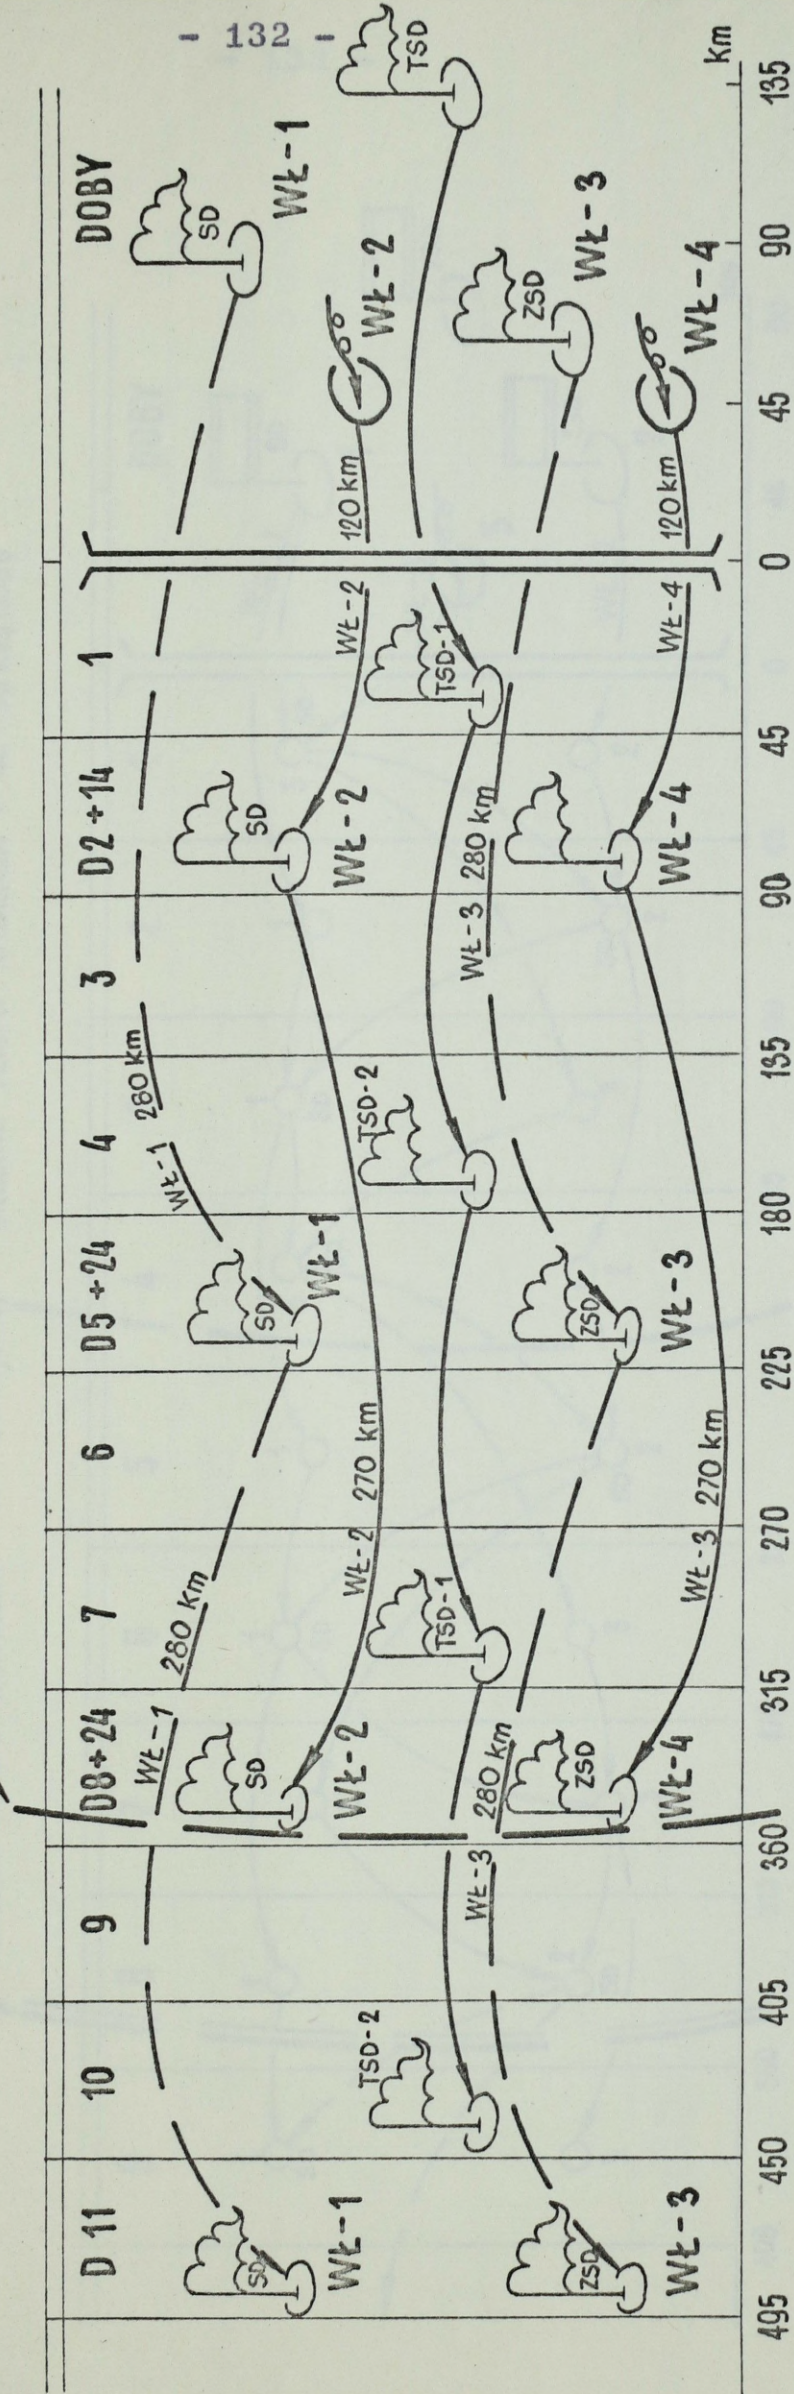 - 132 -
DOBY
1
D2+14
3
4
D5+24
6
7
D8+24
9
10
D 11
SD
WŁ-1
WŁ-2
120 km
TSD
ZSD
WŁ-3
WŁ-4
120 km
WŁ-2
TSD-1
WŁ-4
SD
WŁ-2
WŁ-3 280 km
WŁ-4
WŁ-1 280 km
TSD-2
SD
WŁ-1
ZSD
WŁ-3
WŁ-2 270 km
WŁ-3 270 km
WŁ-1 280 km
TSD-1
SD
WŁ-2
280 km
ZSD
WŁ-4
WŁ-3
TSD-2
SD
WŁ-1
ZSD
WŁ-3
km
135
90
45
0
45
90
135
180
225
270
315
360
405
450
495